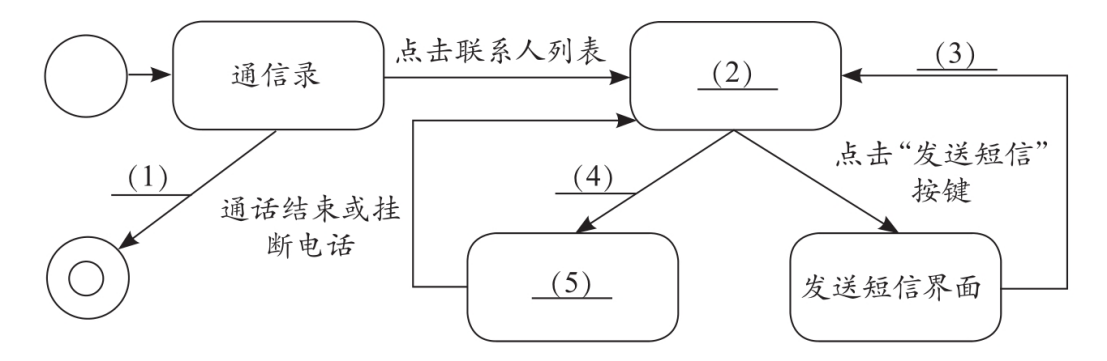 通信录
点击联系人列表
(2)
(3)
(1)
通话结束或挂
断电话
(4)
点击“发送短信”
按键
(5)
发送短信界面